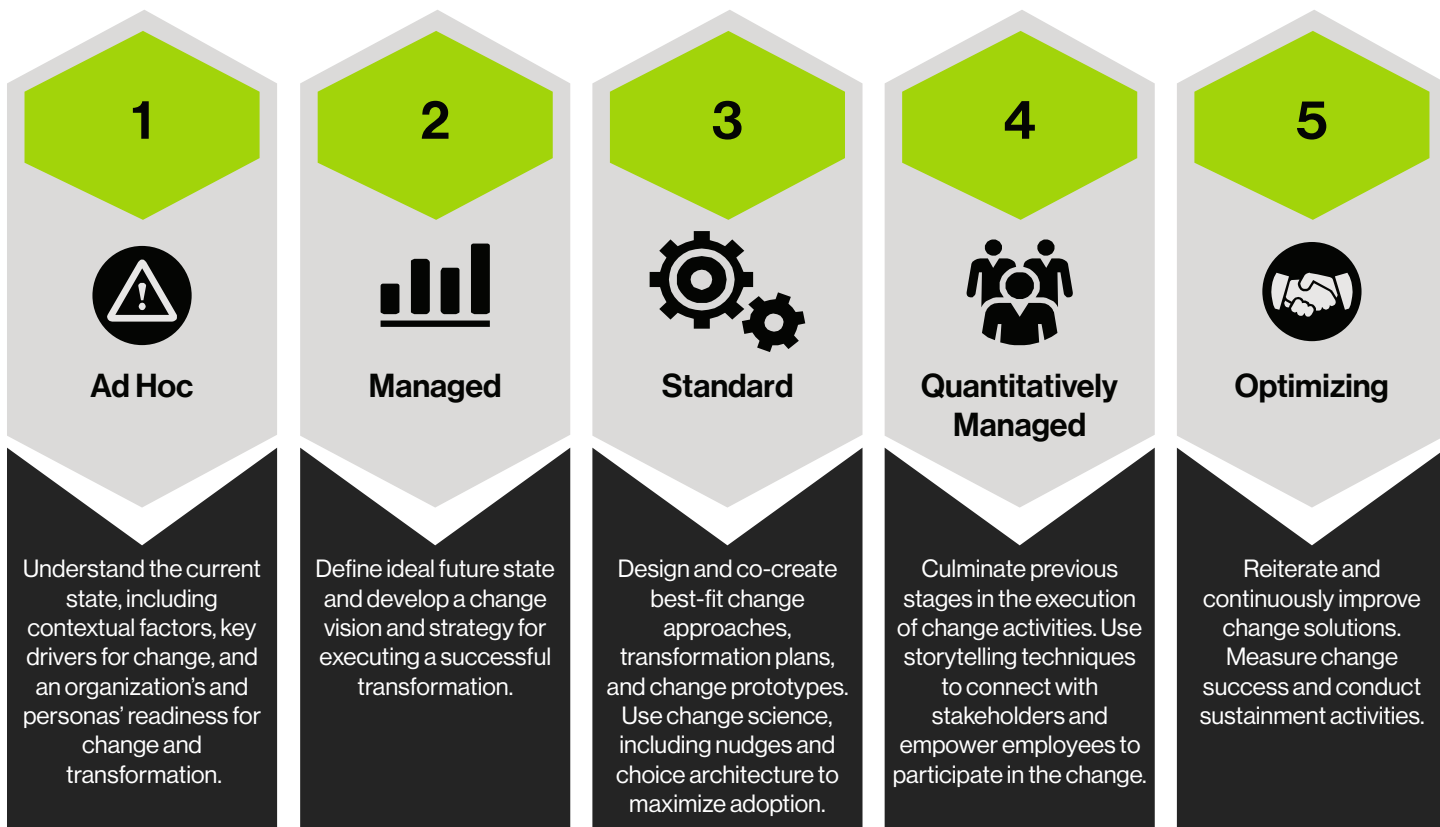 1
Ad Hoc
Understand the current
state, including
contextual factors, key
drivers for change, and
an organization's and
personas' readiness for
change and
transformation.
2
Managed
Define ideal future state
and develop a change
vision and strategy for
executing a successful
transformation.
3
Standard
Design and co-create
best-fit change
approaches,
transformation plans,
and change prototypes.
Use change science,
including nudges and
choice architecture to
maximize adoption.
4
Quantitatively
Managed
Culminate previous
stages in the execution
of change activities. Use
storytelling techniques
to connect with
stakeholders and
empower employees to
participate in the change.
5
Optimizing
Reiterate and
continuously improve
change solutions.
Measure change
success and conduct
sustainment activities.